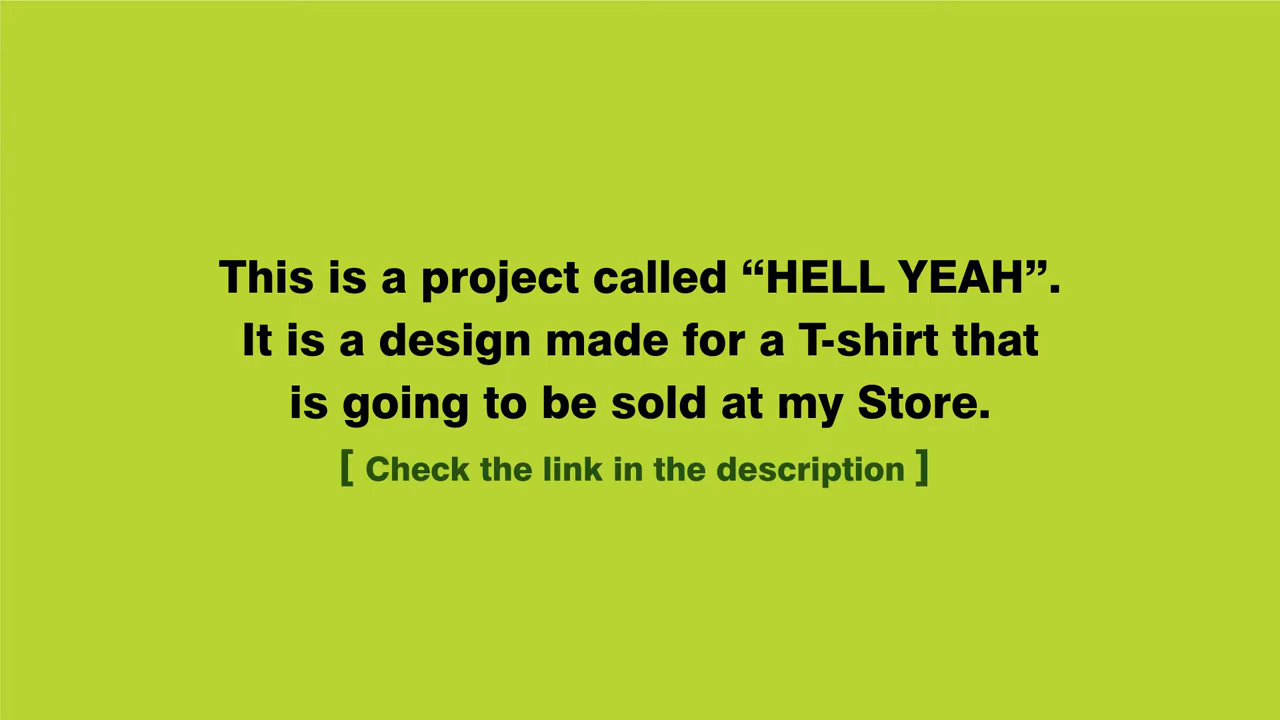 This is a project called “HELL YEAH”.
It is a design made for a T-shirt that
is going to be sold at my Store.
[ Check the link in the description ]